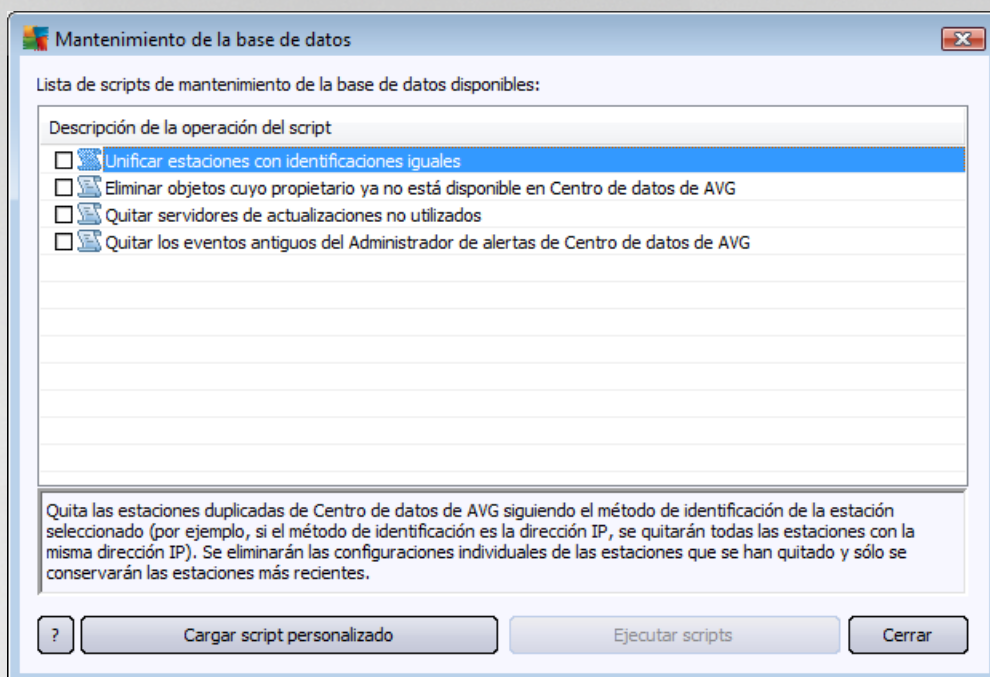 Mantenimiento de la base de datos
Lista de scripts de mantenimiento de la base de datos disponibles:
Descripción de la operación del script
Unificar estaciones con identificaciones iguales
Eliminar objetos cuyo propietario ya no está disponible en Centro de datos de AVG
Quitar servidores de actualizaciones no utilizados
Quitar los eventos antiguos del Administrador de alertas de Centro de datos de AVG
Quita las estaciones duplicadas de Centro de datos de AVG siguiendo el método de identificación de la estación
seleccionado (por ejemplo, si el método de identificación es la dirección IP, se quitarán todas las estaciones con la
misma dirección IP). Se eliminarán las configuraciones individuales de las estaciones que se han quitado y sólo se
conservarán las estaciones más recientes.
? Cargar script personalizado Ejecutar scripts Cerrar